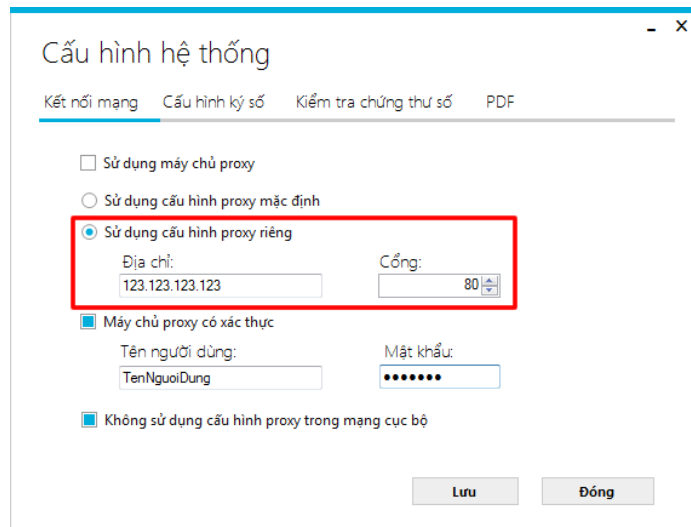 Cấu hình hệ thống
Kết nối mạng Cấu hình ký số Kiểm tra chứng thư số PDF
Sử dụng máy chủ proxy
Sử dụng cấu hình proxy mặc định
Sử dụng cấu hình proxy riêng
Địa chỉ: Cổng:
123.123.123.123 80
Máy chủ proxy có xác thực
Tên người dùng: Mật khẩu:
TenNguoiDung •••••••
Không sử dụng cấu hình proxy trong mạng cục bộ
Lưu Đóng